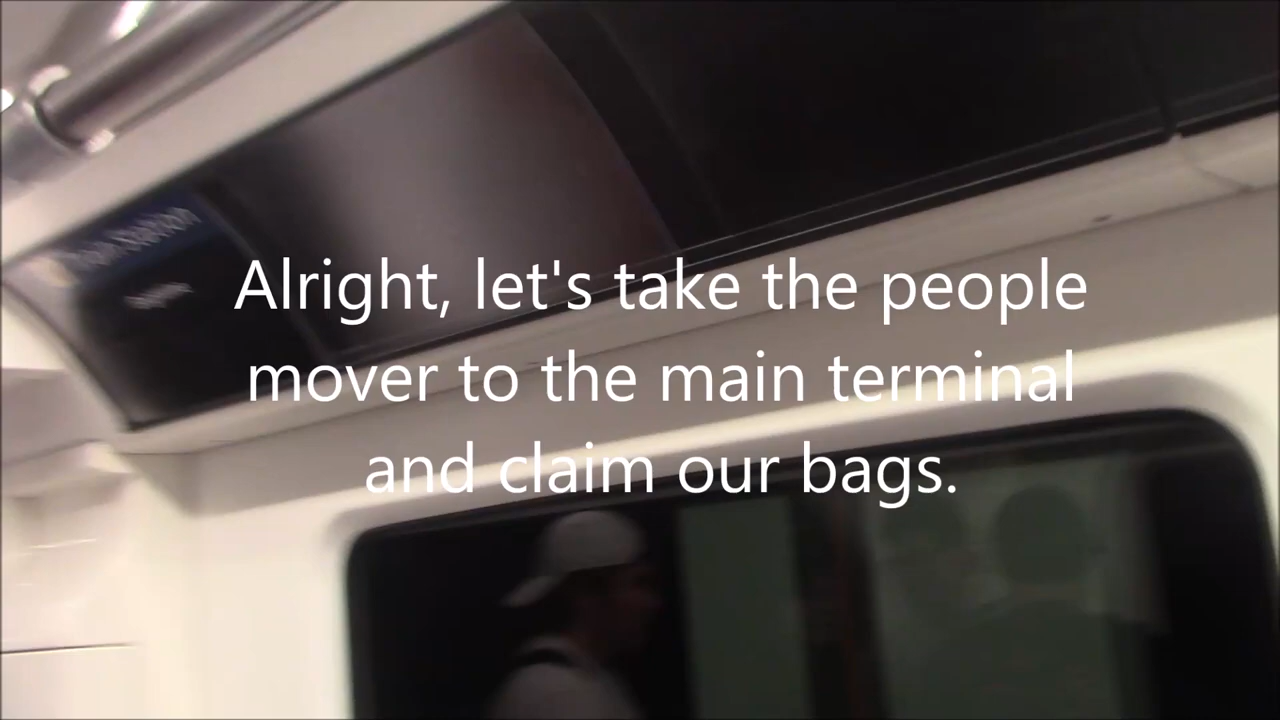 Alright, let's take the people
mover to the main terminal
and claim our bags.